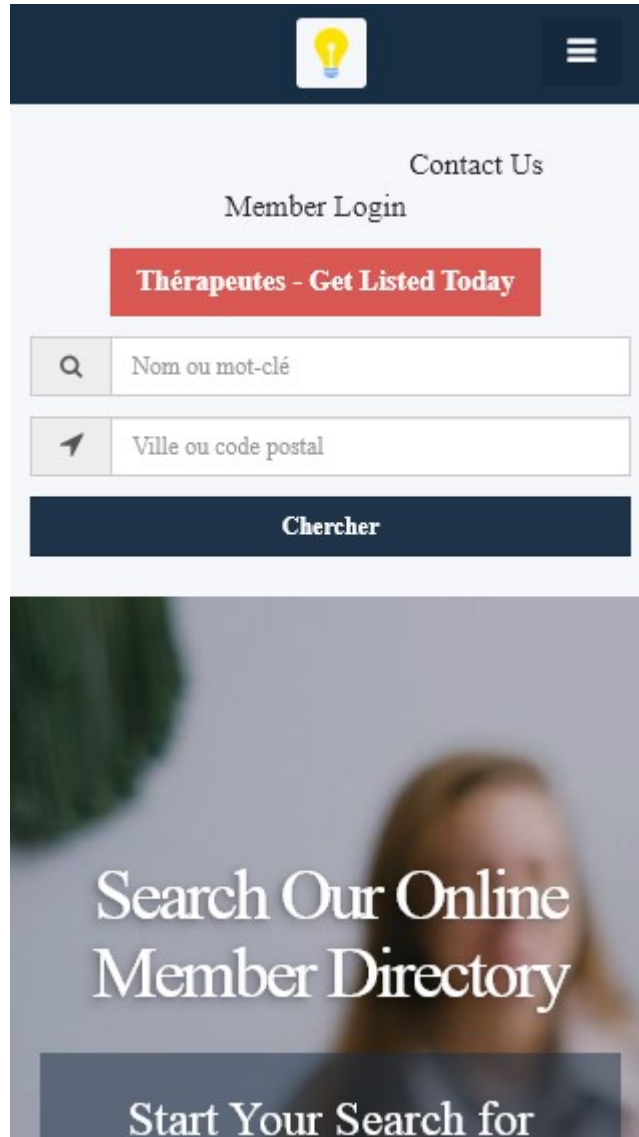 Contact Us
Member Login
Thérapeutes - Get Listed Today
Nom ou mot-clé
Ville ou code postal
Chercher
Search Our Online
Member Directory
Start Your Search for